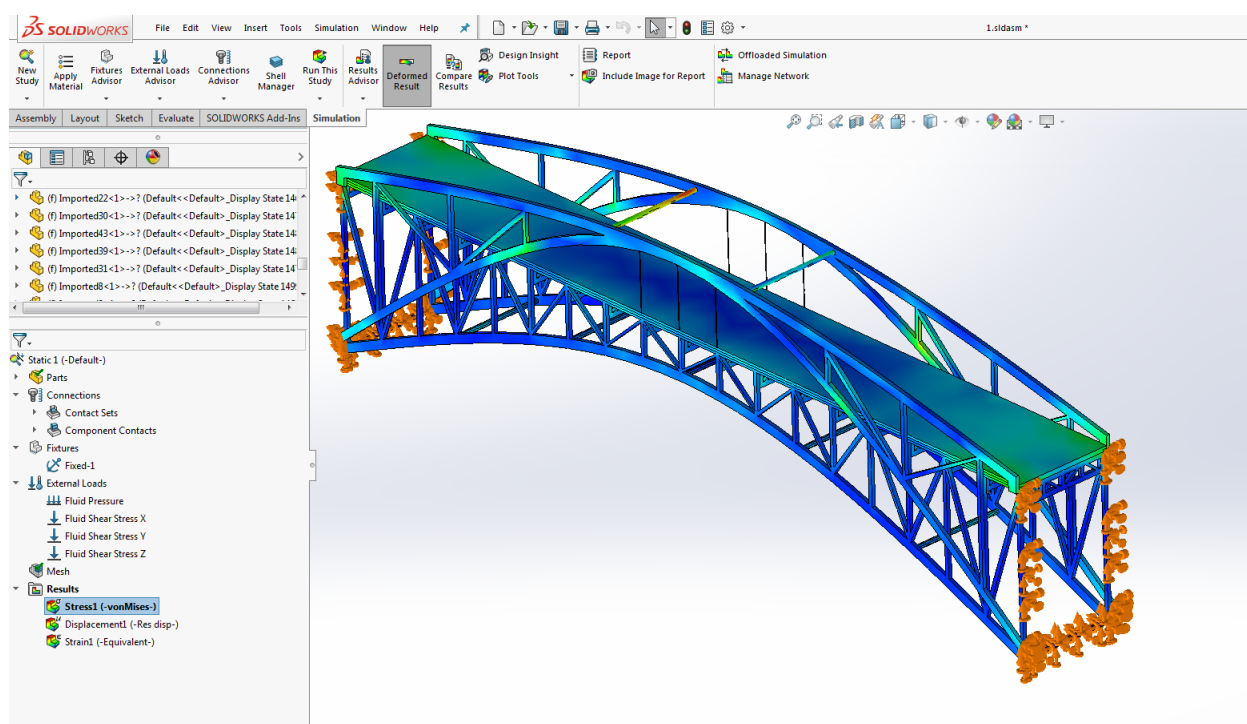 SOLIDWORKS File Edit View Insert Tools Simulation Window Help 1.sldasm *
New Study
Apply Material
Fixtures Advisor
External Loads Advisor
Connections Advisor
Shell Manager
Run This Study
Results Advisor
Deformed Result
Compare Results
Design Insight
Plot Tools
Report
Include Image for Report
Offloaded Simulation
Manage Network
Assembly Layout Sketch Evaluate SOLIDWORKS Add-Ins Simulation
(f) Imported22<1>->? (Default<<Default>_Display State 14
(f) Imported30<1>->? (Default<<Default>_Display State 14
(f) Imported43<1>->? (Default<<Default>_Display State 14
(f) Imported39<1>->? (Default<<Default>_Display State 14
(f) Imported31<1>->? (Default<<Default>_Display State 14
(f) Imported8<1>->? (Default<<Default>_Display State 149
Static 1 (-Default-)
Parts
Connections
Contact Sets
Component Contacts
Fixtures
Fixed-1
External Loads
Fluid Pressure
Fluid Shear Stress X
Fluid Shear Stress Y
Fluid Shear Stress Z
Mesh
Results
Stress1 (-vonMises-)
Displacement1 (-Res disp-)
Strain1 (-Equivalent-)